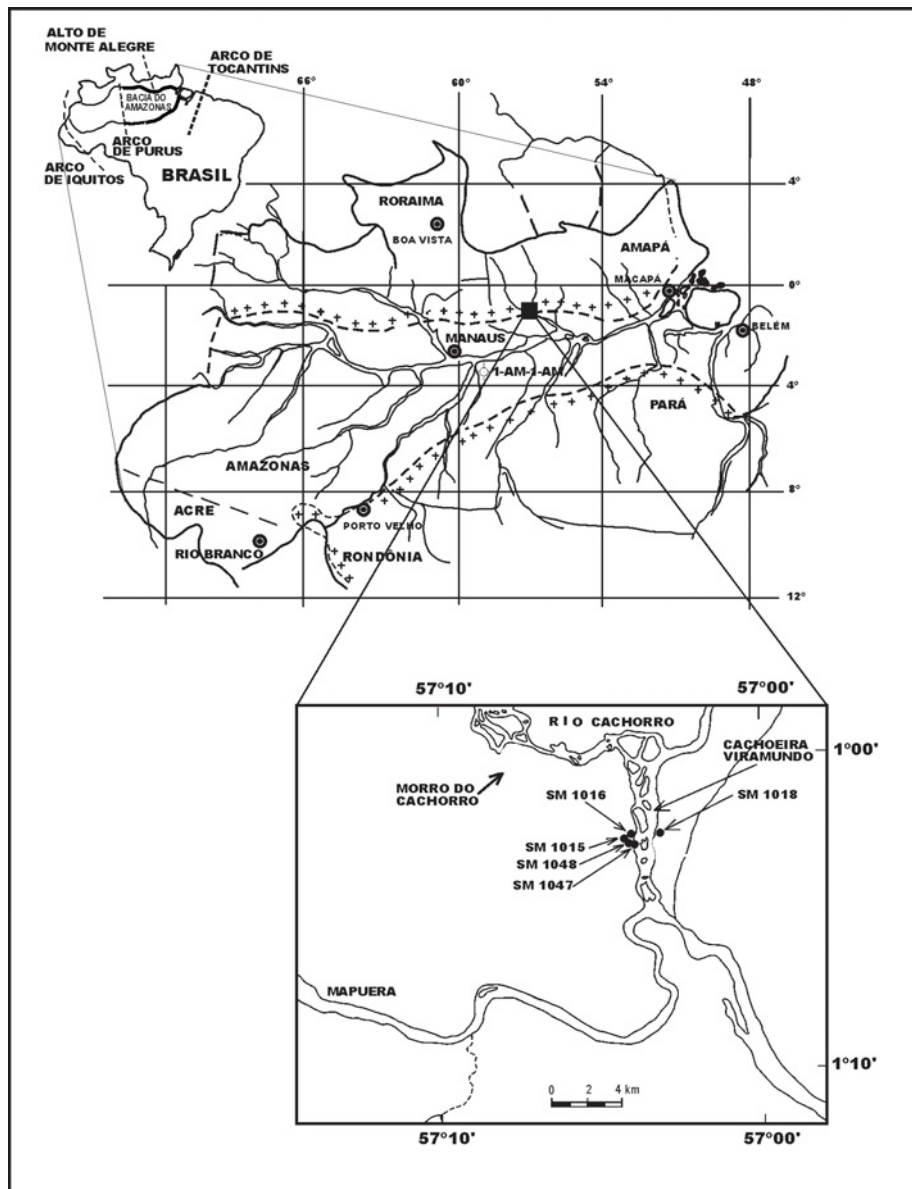 ALTO DE
MONTE ALEGRE
ARCO DE
TOCANTINS
BACIA DO
AMAZONAS
ARCO
DE PURUS
ARCO
DE IQUITOS
BRASIL
66°
60°
54°
48°
4°
RORAIMA
BOA VISTA
AMAPÁ
MACAPÁ
0°
BELÉM
MANAUS
1-AM-1-AM
4°
PARÁ
AMAZONAS
8°
ACRE
PORTO VELHO
RIO BRANCO
RONDÔNIA
12°
57°10'
57°00'
RIO CACHORRO
1°00'
CACHOEIRA
VIRAMUNDO
MORRO DO
CACHORRO
SM 1016
SM 1018
SM 1015
SM 1048
SM 1047
MAPUERA
1°10'
0 2 4 km
57°10'
57°00'